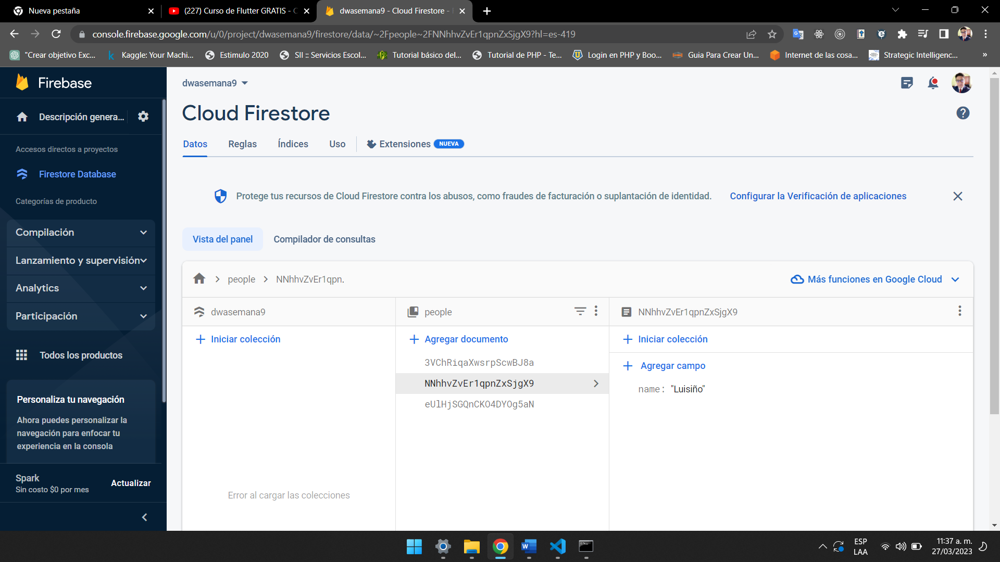 Nueva pestaña
(227) Curso de Flutter GRATIS - C
dwasemana9 - Cloud Firestore -
console.firebase.google.com/u/0/project/dwasemana9/firestore/data/~2Fpeople~2FNNhhvZvEr1qpnZxSjgX9?hl=es-419
"Crear objetivo Exc...
Kaggle: Your Machi...
Estimulo 2020
SII :: Servicios Escol...
Tutorial básico del...
Tutorial de PHP - Te...
Login en PHP y Boo...
Guia Para Crear Un...
Internet de las cosa...
Strategic Intelligenc...
»
Firebase
Descripción genera...
Accesos directos a proyectos
Firestore Database
Categorías de producto
Compilación
Lanzamiento y supervisión
Analytics
Participación
Todos los productos
Personaliza tu navegación
Ahora puedes personalizar la
navegación para enfocar tu
experiencia en la consola
Spark
Sin costo $0 por mes
Actualizar
dwasemana9
Cloud Firestore
Datos
Reglas
Índices
Uso
Extensiones
NUEVA
Protege tus recursos de Cloud Firestore contra los abusos, como fraudes de facturación o suplantación de identidad.
Configurar la Verificación de aplicaciones
Vista del panel
Compilador de consultas
people
NNhhvZvEr1qpn.
Más funciones en Google Cloud
dwasemana9
Iniciar colección
Error al cargar las colecciones
people
Agregar documento
3VChRiqaXwsrpScwBJ8a
NNhhvZvEr1qpnZxSjgX9
eUlHjSGQnCKO4DYOg5aN
NNhhvZvEr1qpnZxSjgX9
Iniciar colección
Agregar campo
name: "Luisiño"
ESP
LAA
11:37 a. m.
27/03/2023